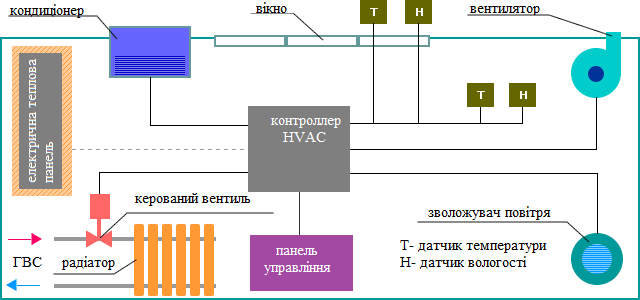 кондиціонер
вікно
T
H
вентилятор
електрична теплова
панель
T
H
контроллер
HVAC
керований вентиль
зволожувач повітря
ГВС
радіатор
панель
управління
Т- датчик температури
Н- датчик вологості